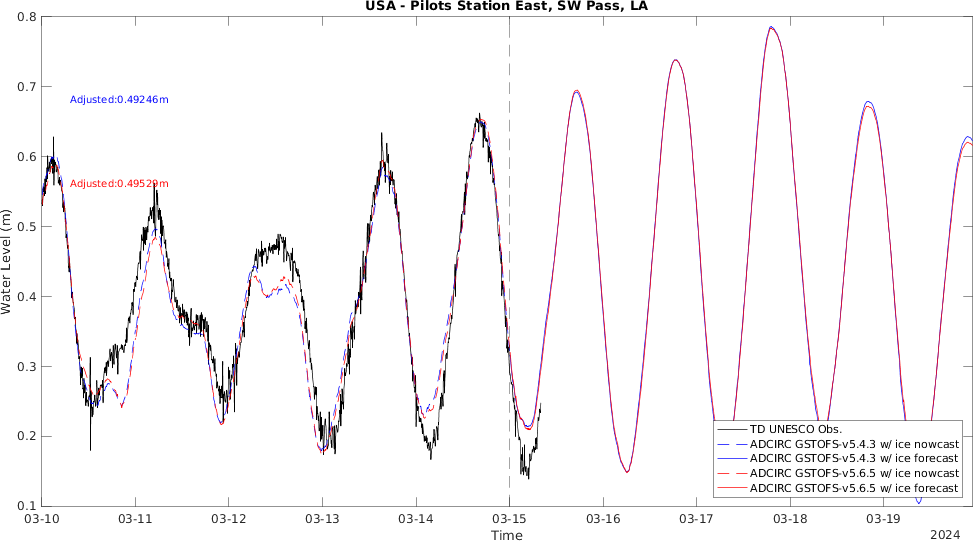 USA - Pilots Station East, SW Pass, LA
0.8
0.7
0.6
0.5
0.4
0.3
0.2
0.1
Water Level (m)
Adjusted:0.49246m
Adjusted:0.49529m
TD UNESCO Obs.
ADCIRC GSTOFS-v5.4.3 w/ ice nowcast
ADCIRC GSTOFS-v5.4.3 w/ ice forecast
ADCIRC GSTOFS-v5.6.5 w/ ice nowcast
ADCIRC GSTOFS-v5.6.5 w/ ice forecast
03-10 03-11 03-12 03-13 03-14 03-15 03-16 03-17 03-18 03-19
Time
2024